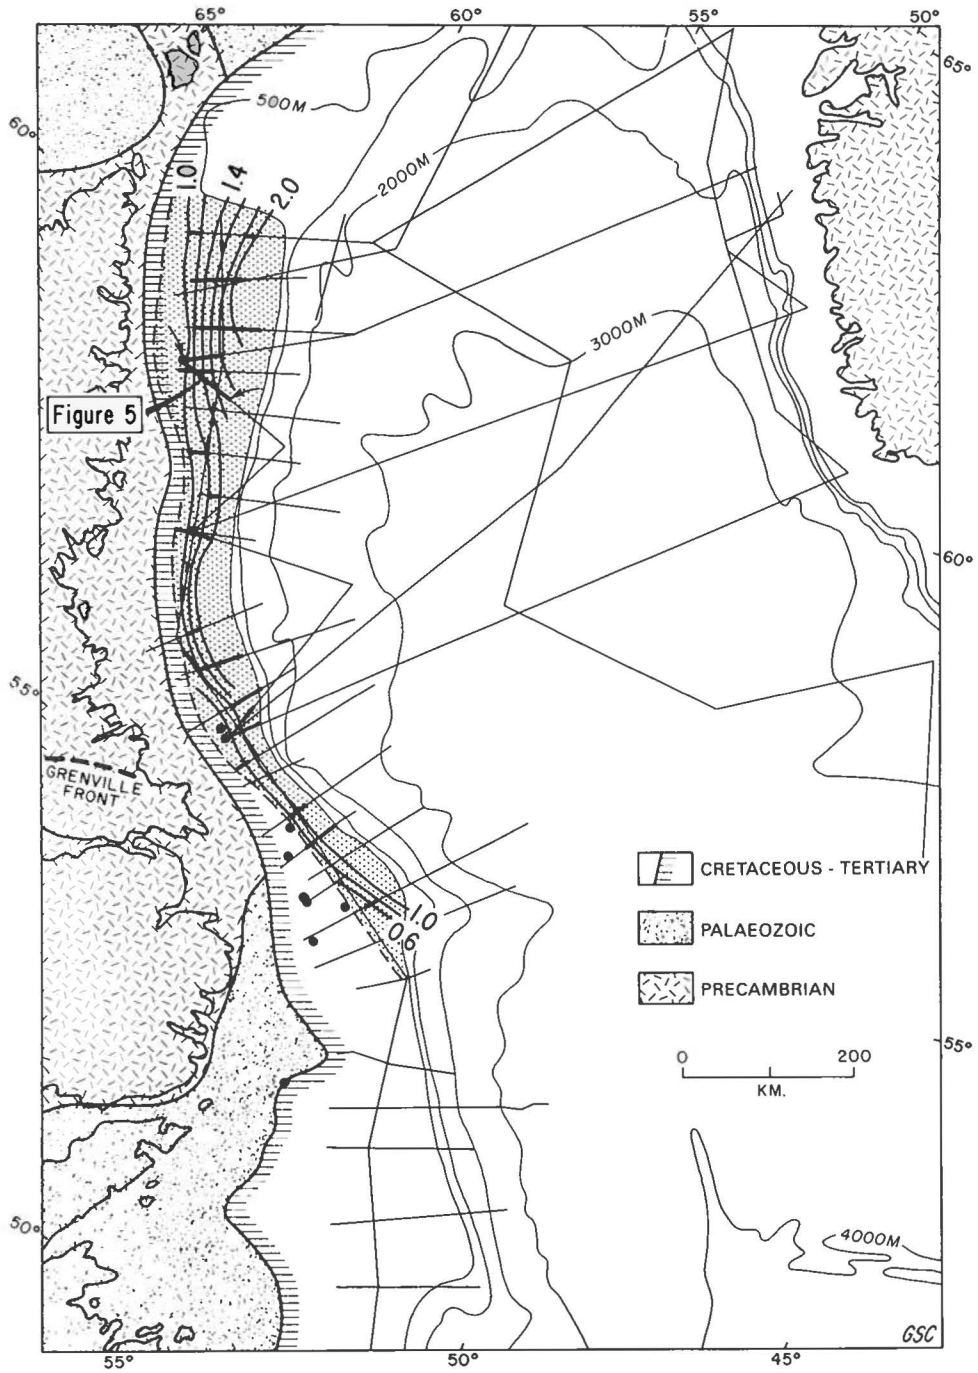 65°
60°
55°
50°
65°
60°
500M
2000M
1.0
1.4
2.0
3000M
Figure 5
60°
55°
GRENVILLE
FRONT
CRETACEOUS - TERTIARY
1.0
0.6
PALAEOZOIC
PRECAMBRIAN
55°
0 200
KM.
50°
4000M
GSC
55°
50°
45°